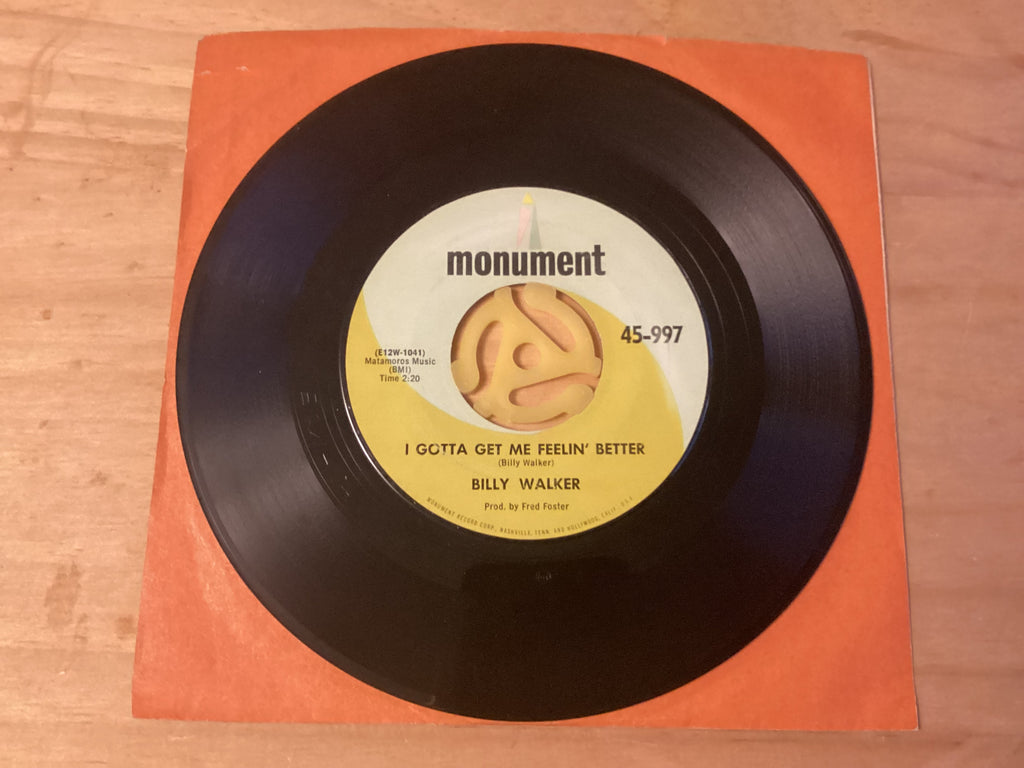 monument
45-997
(E12W-1041)
Matamoros Music
(BMI)
Time 2:20
I GOTTA GET ME FEELIN' BETTER
(Billy Walker)
BILLY WALKER
Prod. by Fred Foster
MONUMENT RECORD CORP., NASHVILLE, TENN. AND HOLLYWOOD, CALIF. U.S.A.